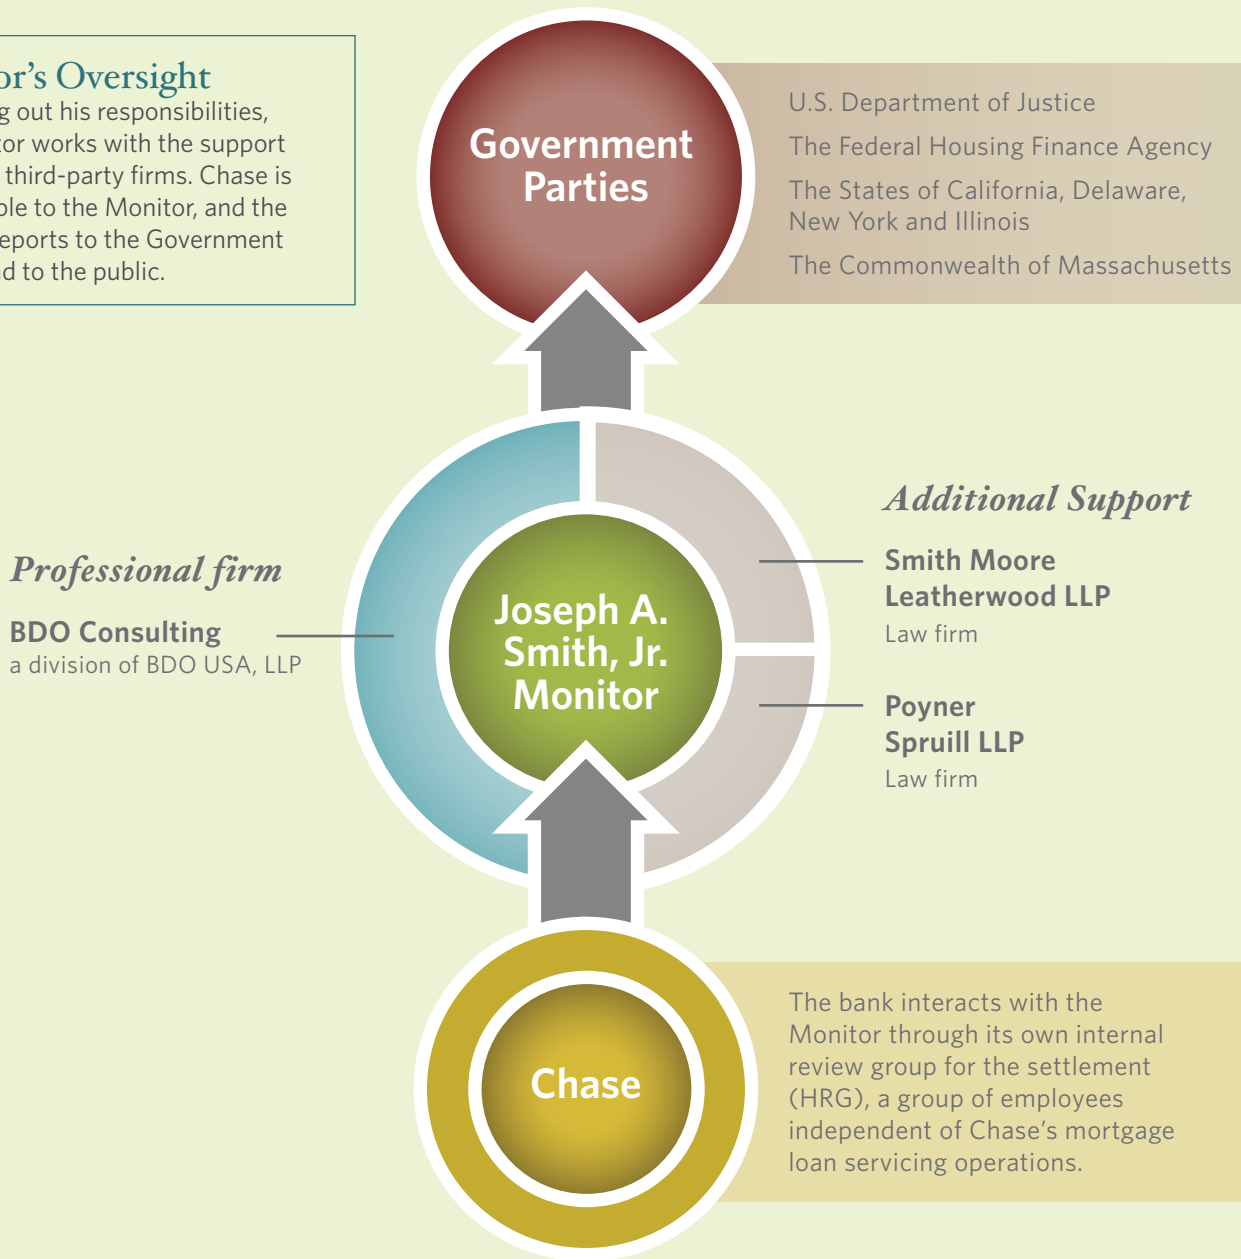 or's Oversight
g out his responsibilities,
tor works with the support
third-party firms. Chase is
ble to the Monitor, and the
eports to the Government
nd to the public.
Government
Parties
U.S. Department of Justice
The Federal Housing Finance Agency
The States of California, Delaware,
New York and Illinois
The Commonwealth of Massachusetts
Professional firm
BDO Consulting
a division of BDO USA, LLP
Joseph A.
Smith, Jr.
Monitor
Additional Support
Smith Moore
Leatherwood LLP
Law firm
Poyner
Spruill LLP
Law firm
Chase
The bank interacts with the
Monitor through its own internal
review group for the settlement
(HRG), a group of employees
independent of Chase's mortgage
loan servicing operations.